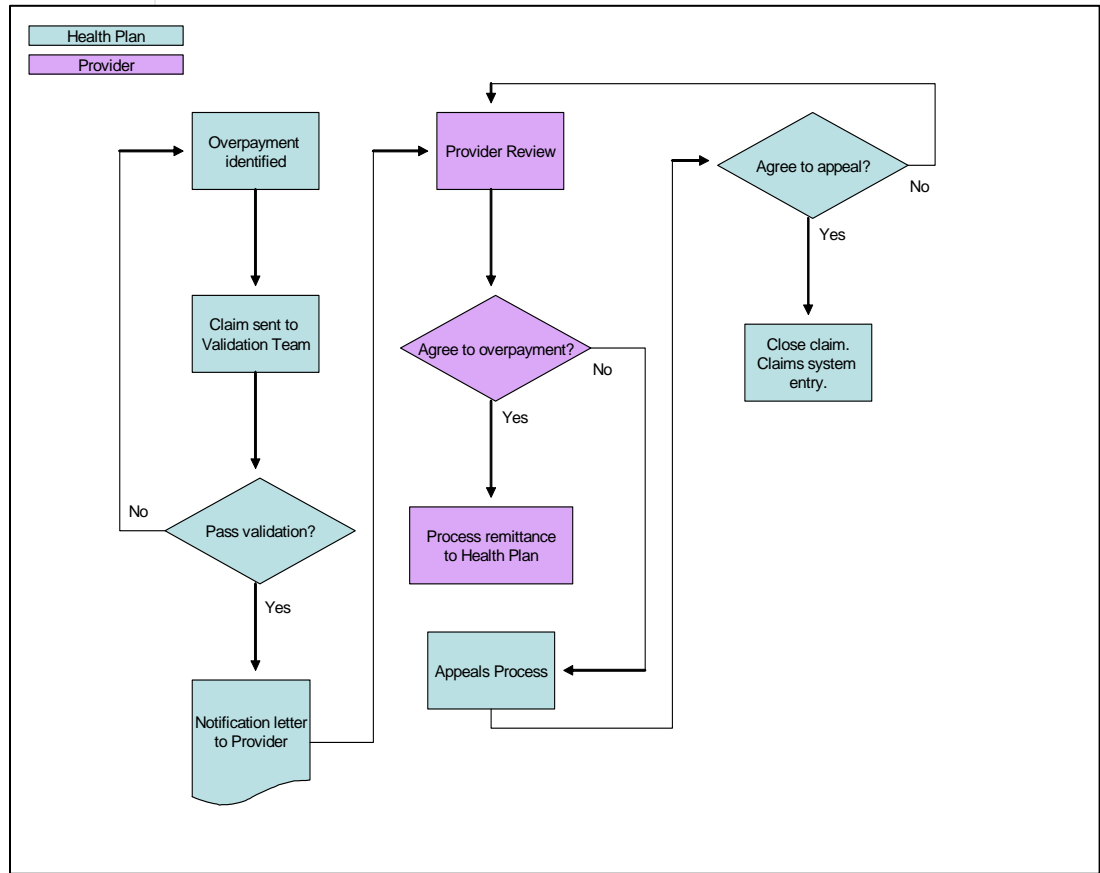 Health Plan
Provider
Overpayment
identified
Claim sent to
Validation Team
Pass validation?
No
Yes
Notification letter
to Provider
Provider Review
Agree to overpayment?
No
Yes
Process remittance
to Health Plan
Appeals Process
Agree to appeal?
No
Yes
Close claim.
Claims system
entry.